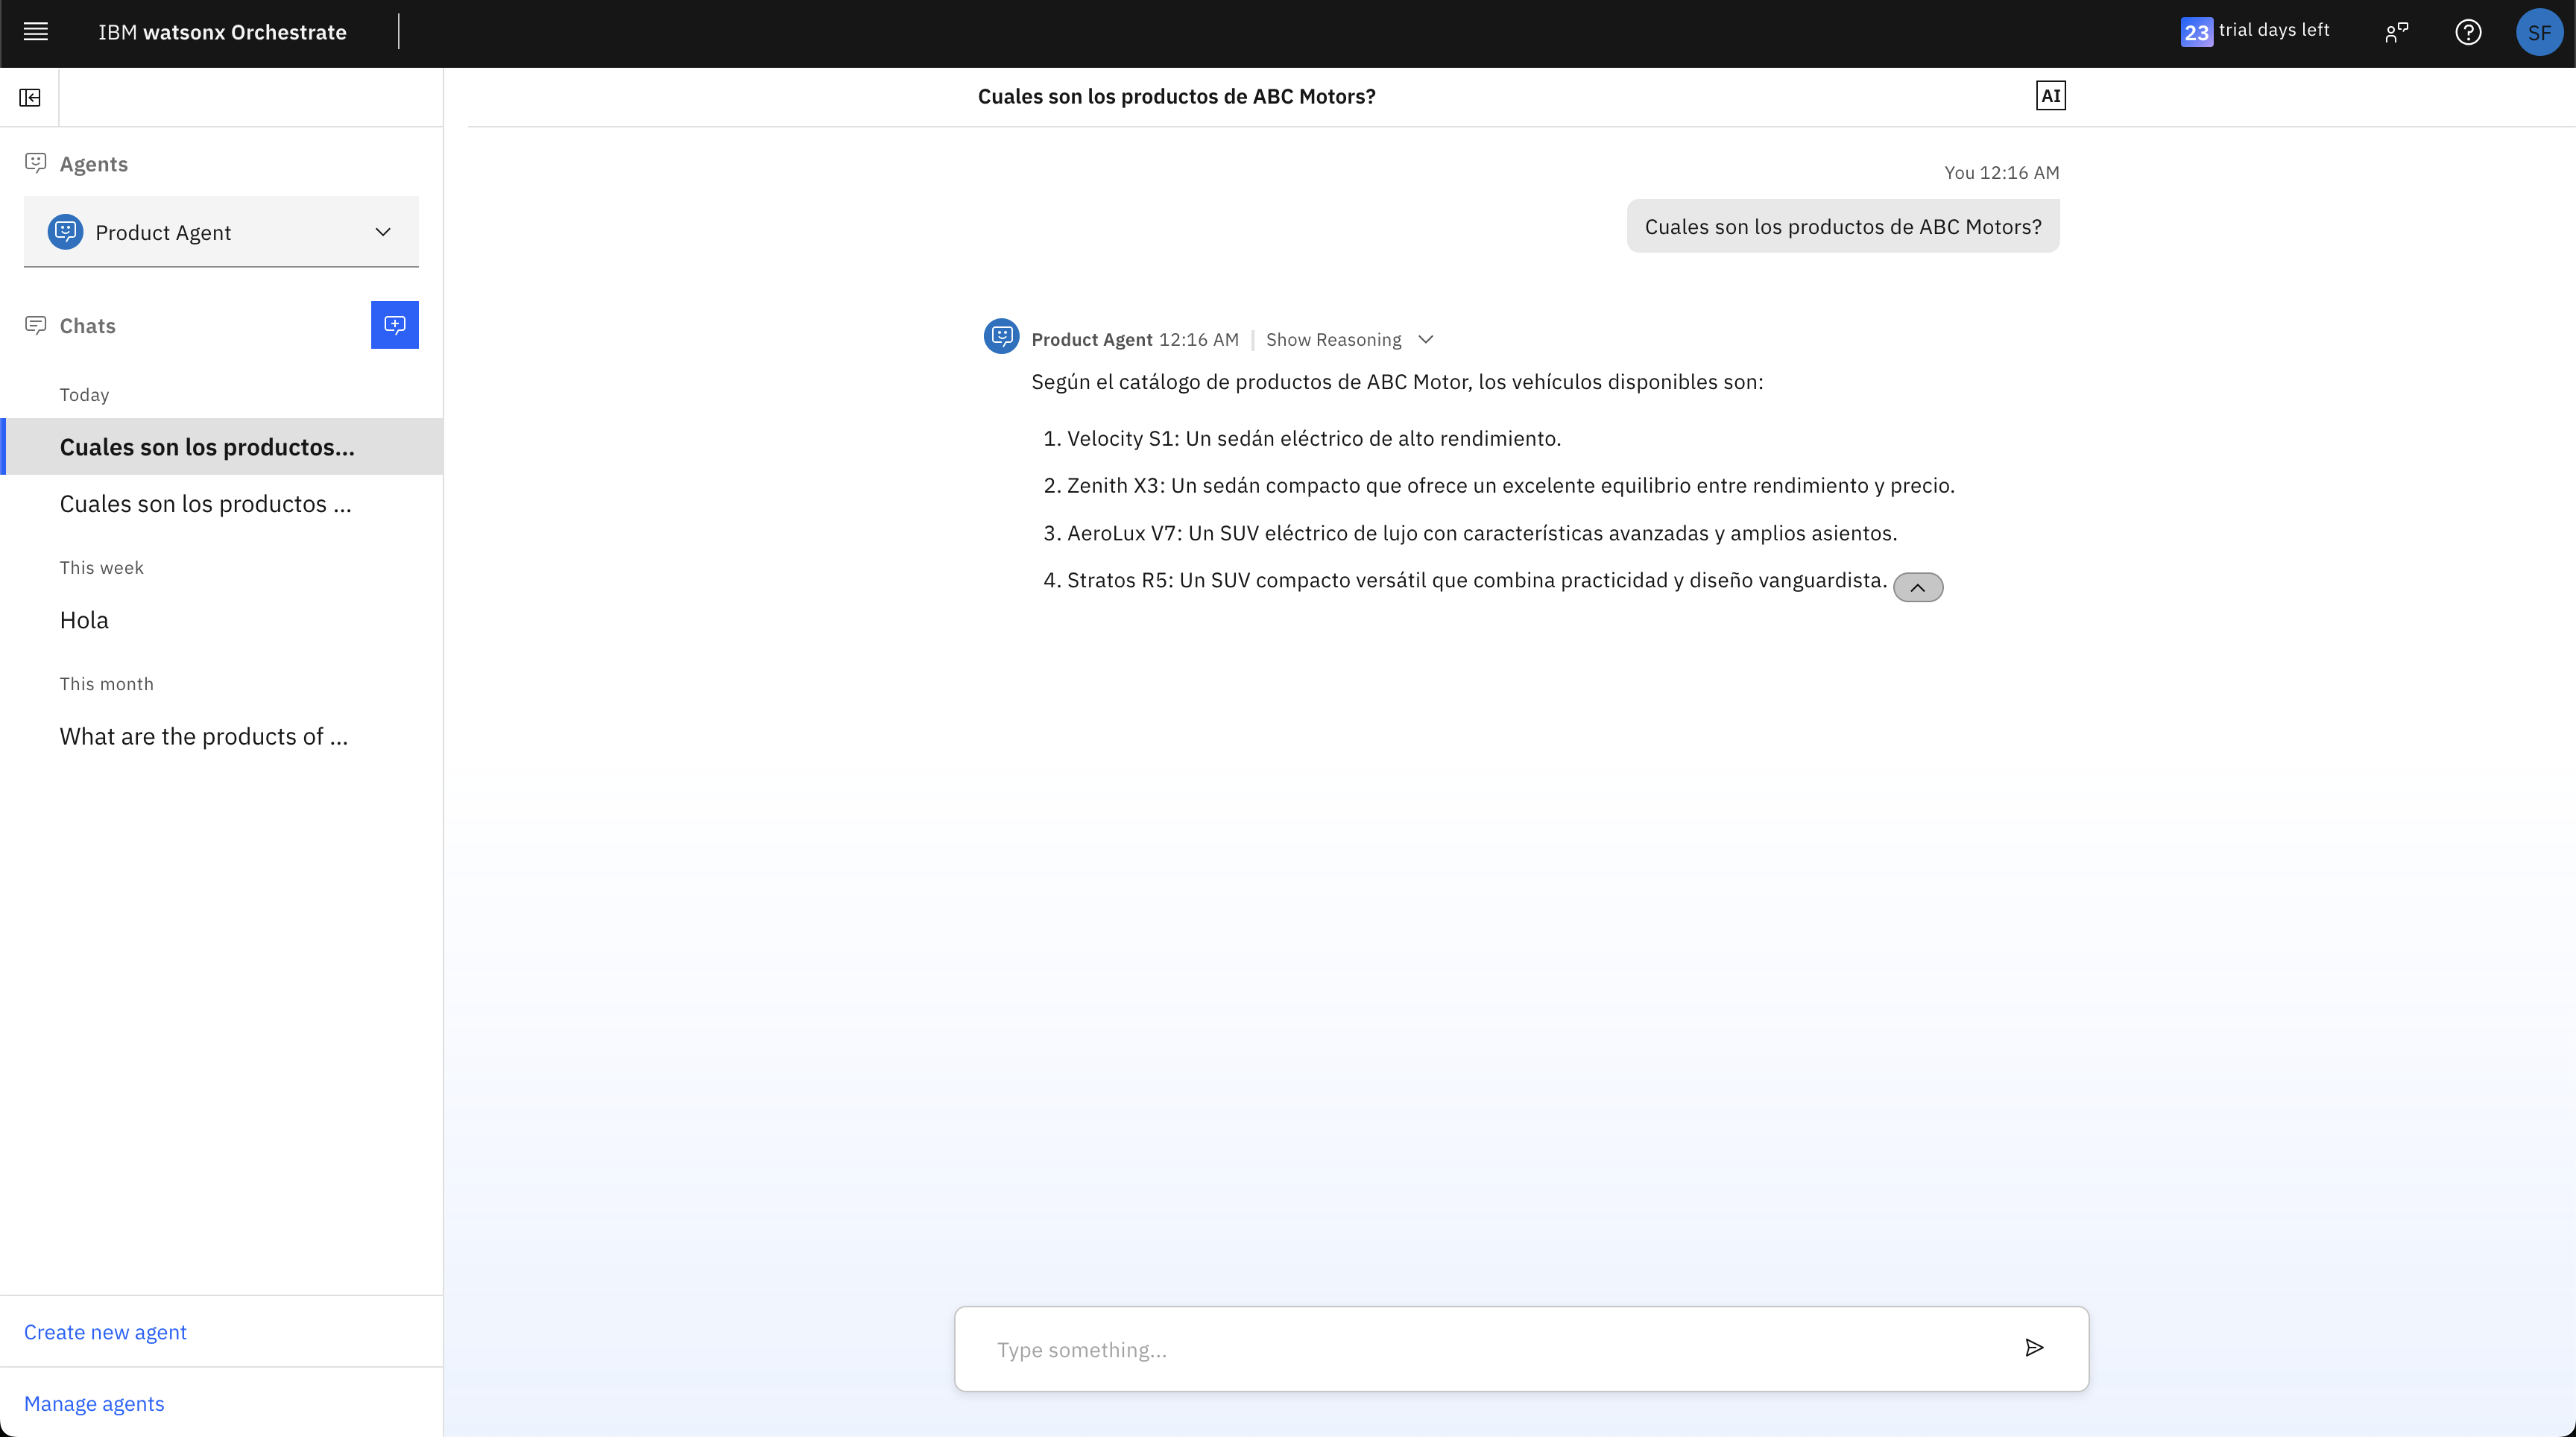 IBM watsonx Orchestrate
23 trial days left
SF
Cuales son los productos de ABC Motors?
AI
Agents
Product Agent
Chats
Today
Cuales son los productos...
Cuales son los productos ...
This week
Hola
This month
What are the products of ...
Create new agent
Manage agents
You 12:16 AM
Cuales son los productos de ABC Motors?
Product Agent 12:16 AM | Show Reasoning
Según el catálogo de productos de ABC Motor, los vehículos disponibles son:
1. Velocity S1: Un sedán eléctrico de alto rendimiento.
2. Zenith X3: Un sedán compacto que ofrece un excelente equilibrio entre rendimiento y precio.
3. AeroLux V7: Un SUV eléctrico de lujo con características avanzadas y amplios asientos.
4. Stratos R5: Un SUV compacto versátil que combina practicidad y diseño vanguardista.
Type something...